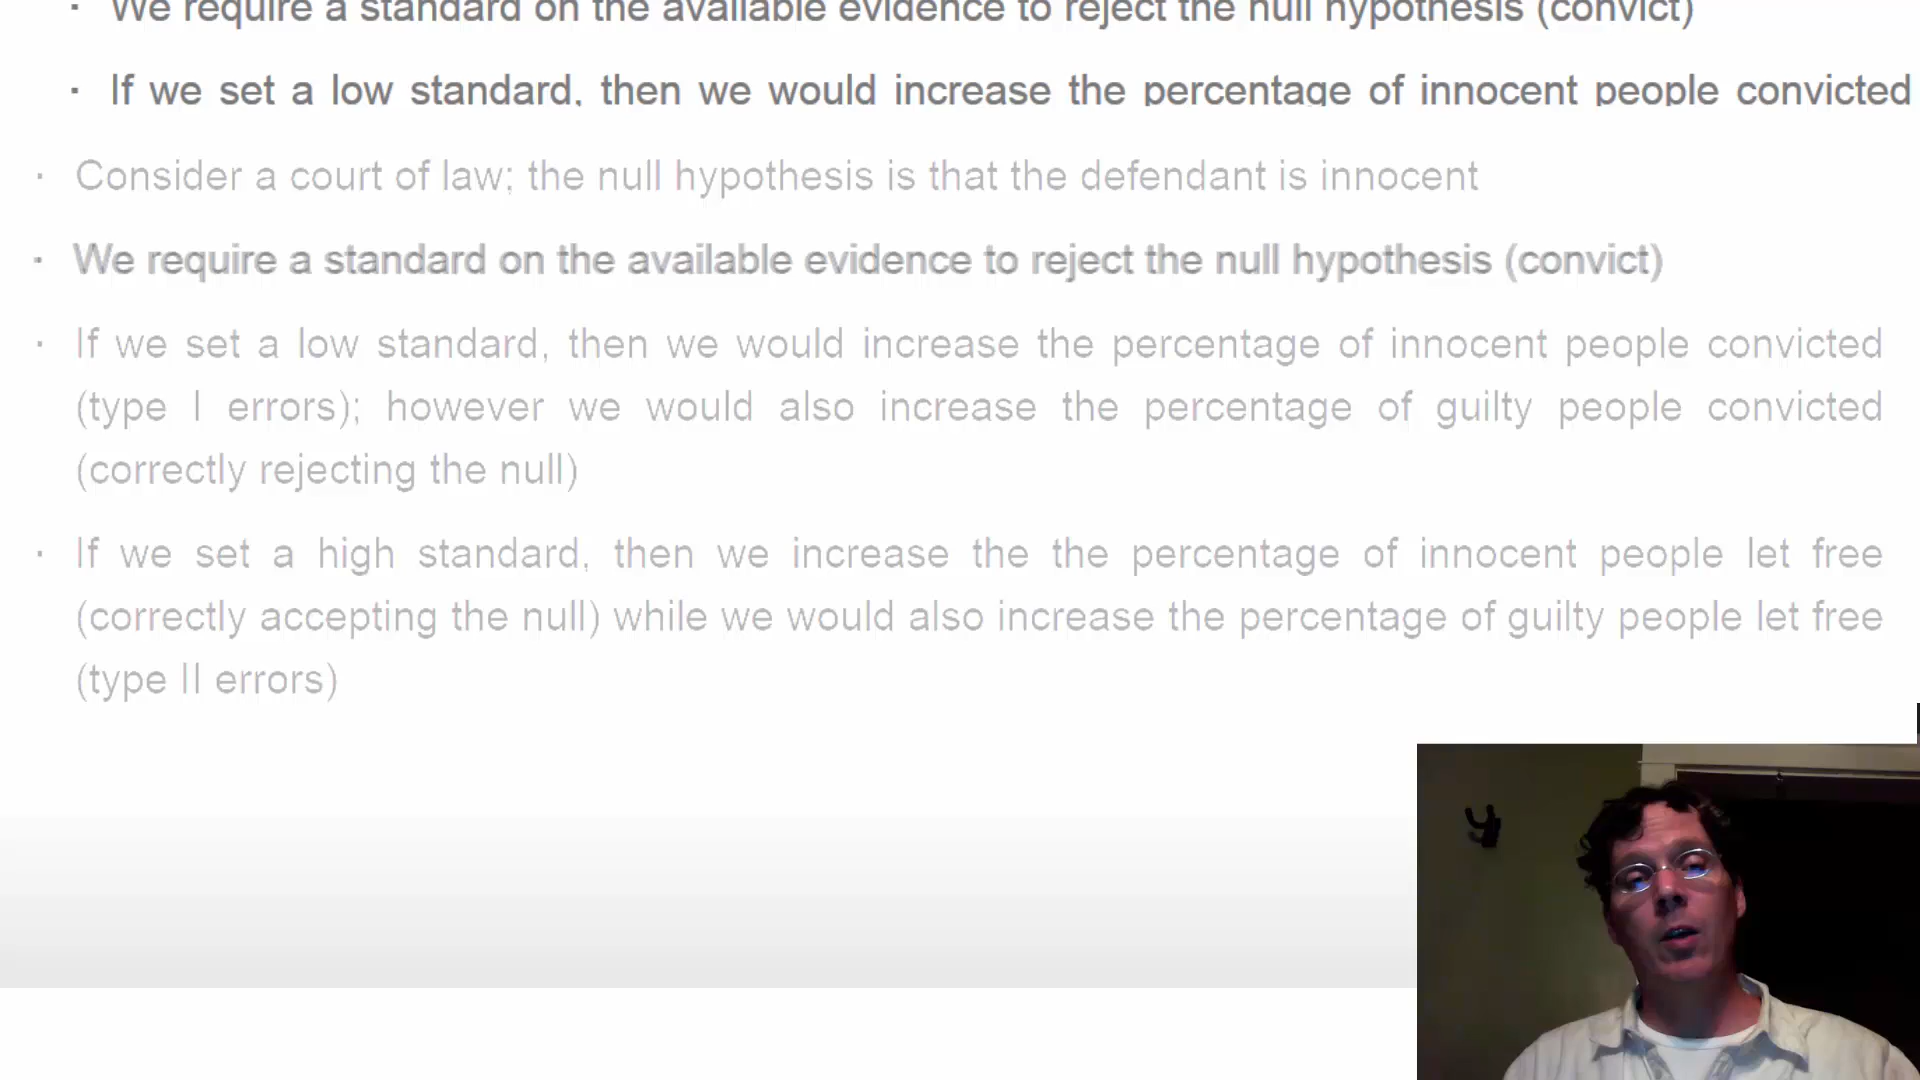 · We require a standard on the available evidence to reject the null hypothesis (convict)
· If we set a low standard, then we would increase the percentage of innocent people convicted
· Consider a court of law; the null hypothesis is that the defendant is innocent
· We require a standard on the available evidence to reject the null hypothesis (convict)
· If we set a low standard, then we would increase the percentage of innocent people convicted
(type I errors); however we would also increase the percentage of guilty people convicted
(correctly rejecting the null)
· If we set a high standard, then we increase the the percentage of innocent people let free
(correctly accepting the null) while we would also increase the percentage of guilty people let free
(type II errors)